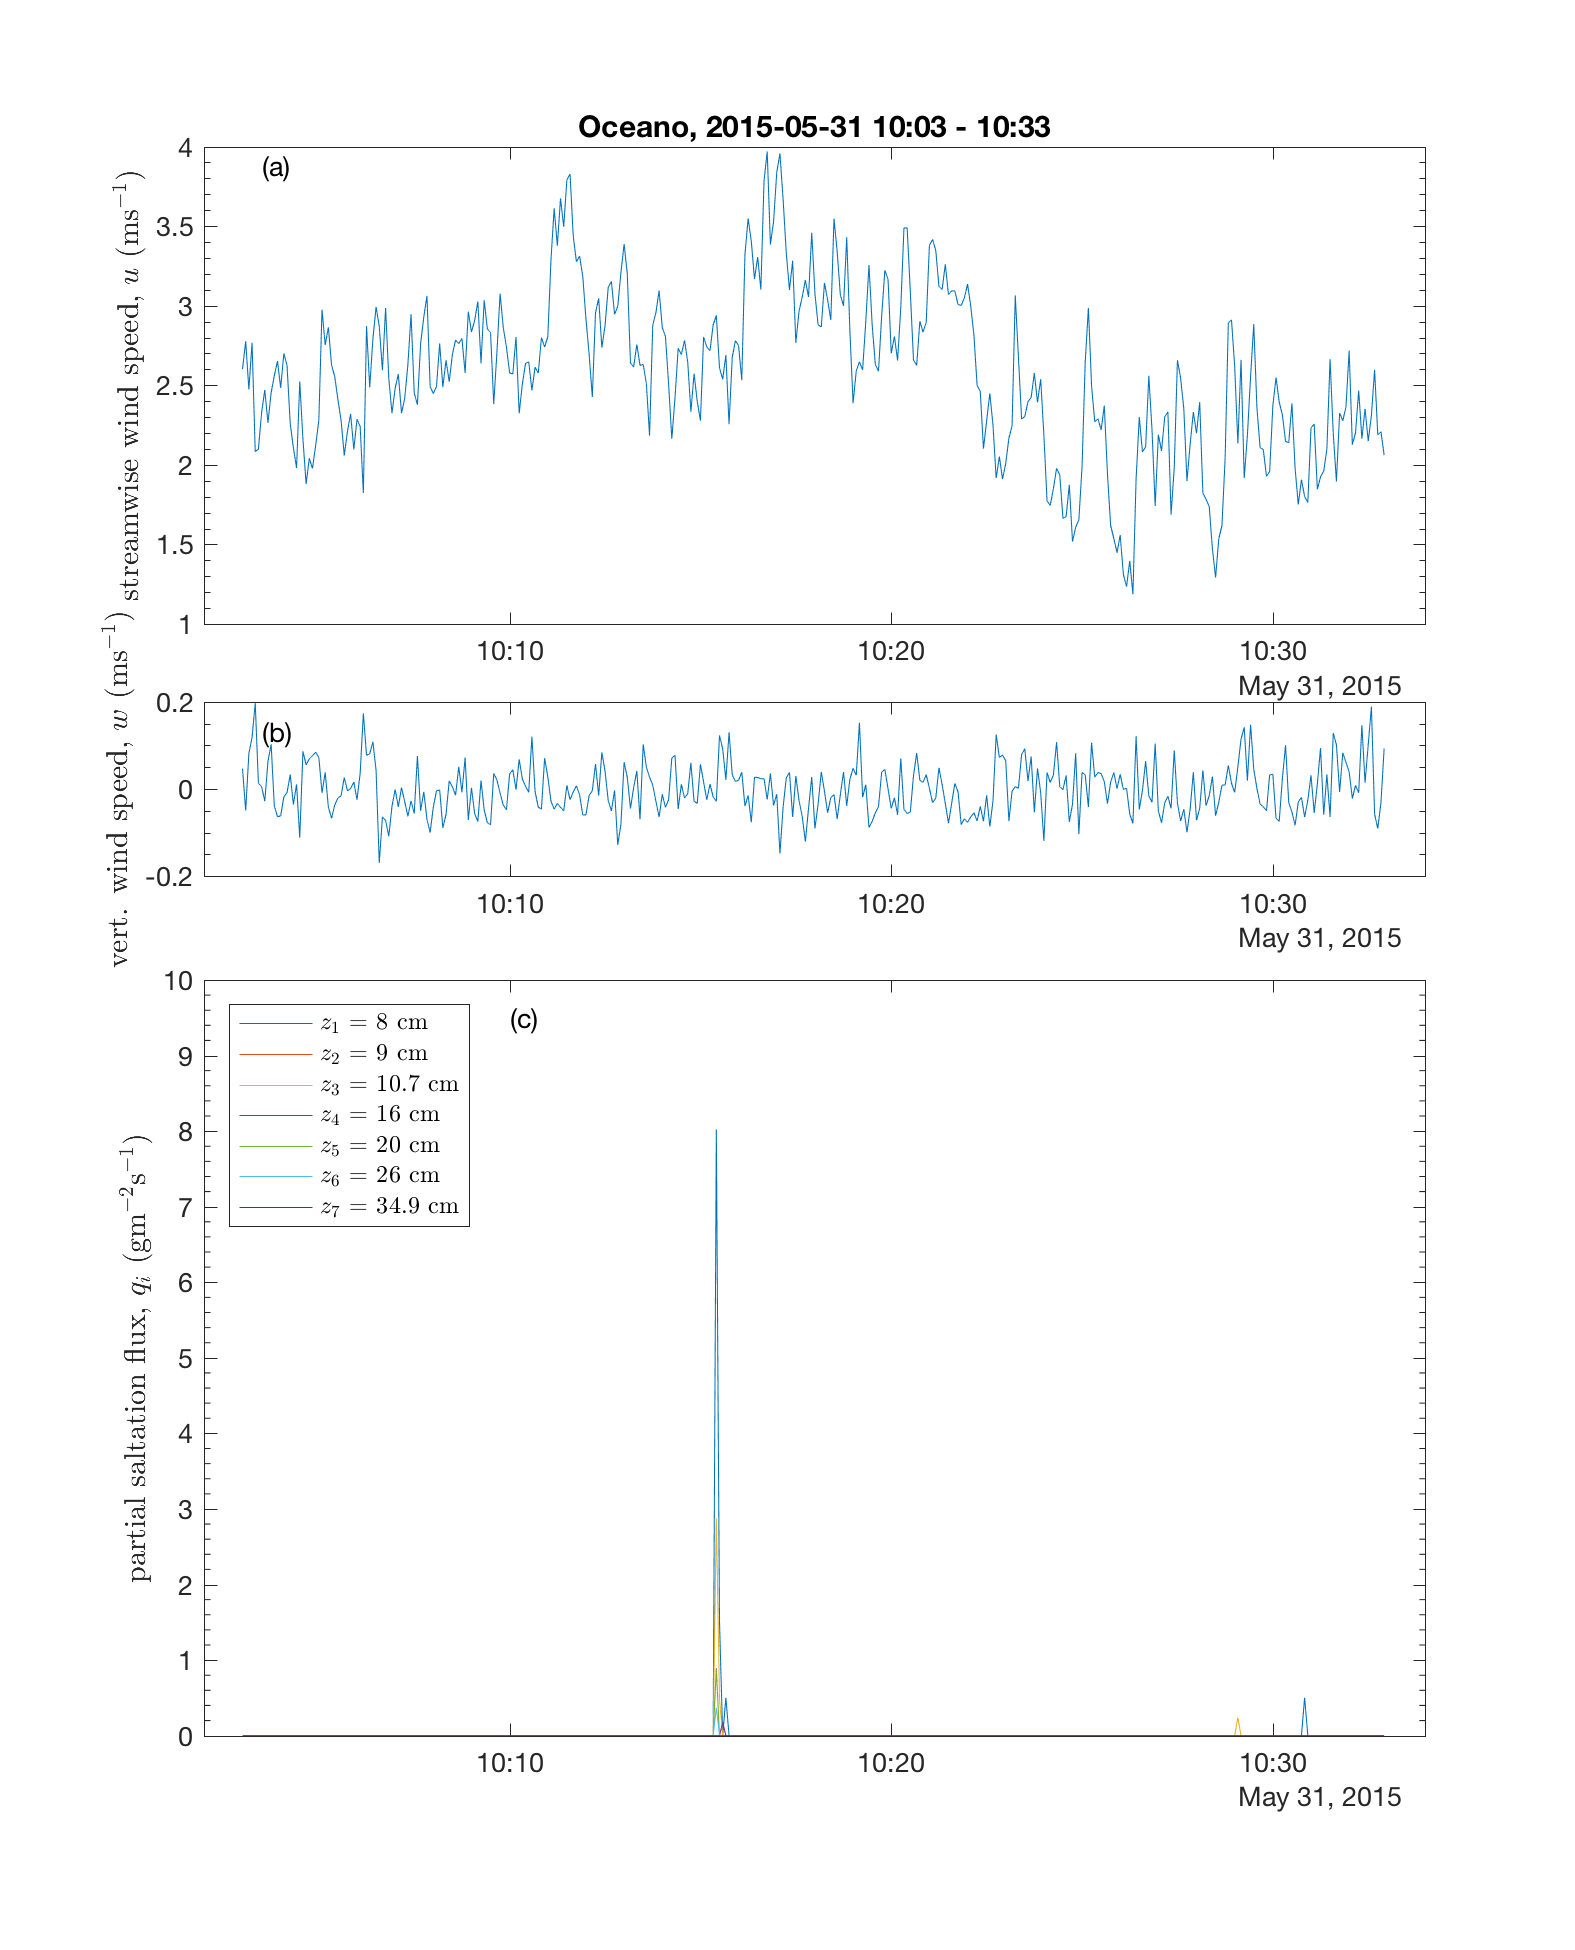 Oceano, 2015-05-31 10:03 - 10:33
(a)
streamwise wind speed, u (ms⁻¹)
4
3.5
3
2.5
2
1.5
1
10:10 10:20 10:30
May 31, 2015
(b)
vert. wind speed, w (ms⁻¹)
0.2
0
-0.2
10:10 10:20 10:30
May 31, 2015
(c)
partial saltation flux, qᵢ (gm⁻²s⁻¹)
10
9
8
7
6
5
4
3
2
1
0
z₁ = 8 cm
z₂ = 9 cm
z₃ = 10.7 cm
z₄ = 16 cm
z₅ = 20 cm
z₆ = 26 cm
z₇ = 34.9 cm
10:10 10:20 10:30
May 31, 2015